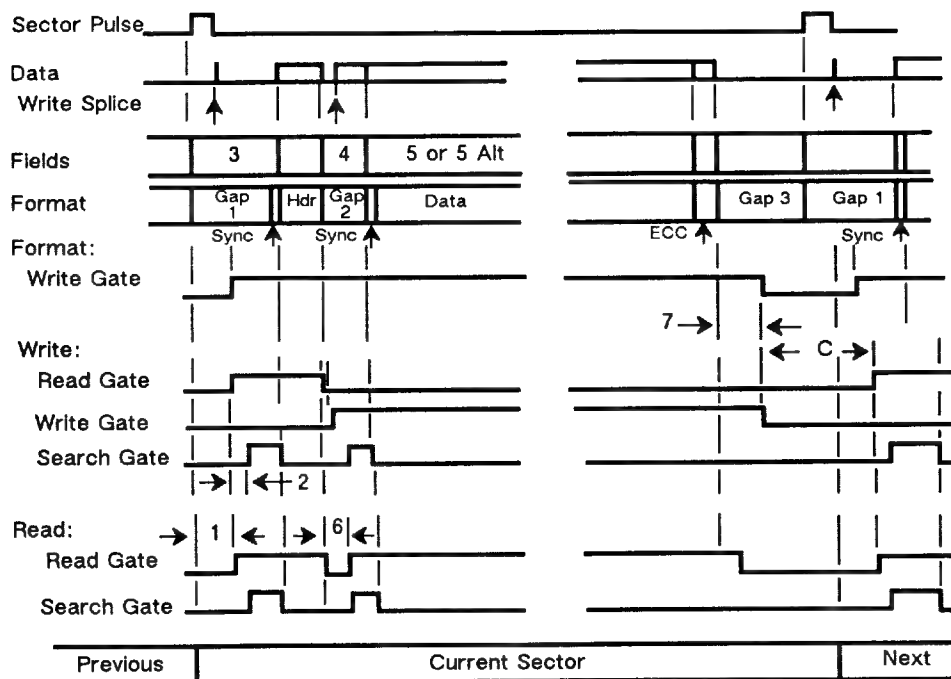 Sector Pulse
Data
Write Splice
Fields 3 4 5 or 5 Alt
Format Gap 1 Hdr Gap 2 Data Gap 3 Gap 1
Sync Sync ECC Sync
Format:
Write Gate
7
Write: C
Read Gate
Write Gate
Search Gate
2
Read: 1 6
Read Gate
Search Gate
Previous Current Sector Next